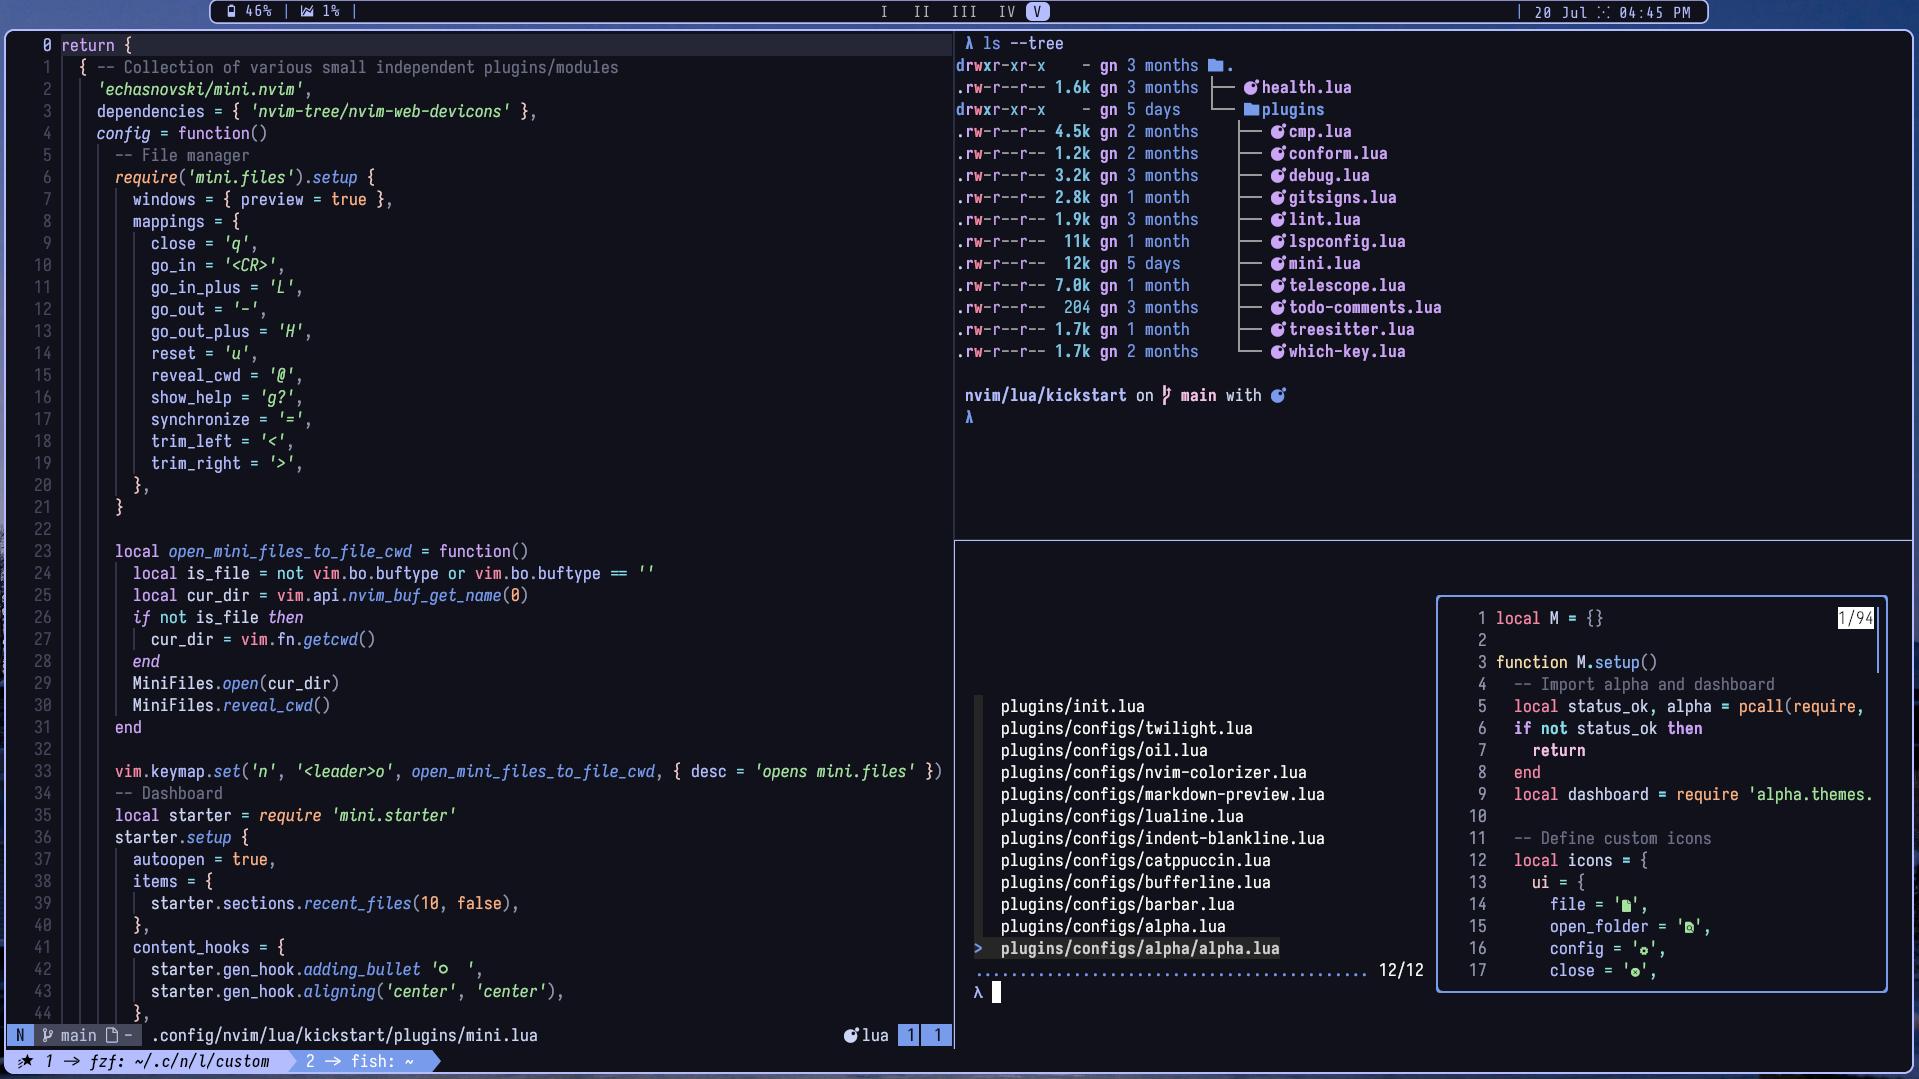 46% | 1% |
I II III IV V
| 20 Jul 04:45 PM
0 return {
1 { -- Collection of various small independent plugins/modules
2 'echasnovski/mini.nvim',
3 dependencies = { 'nvim-tree/nvim-web-devicons' },
4 config = function()
5 -- File manager
6 require('mini.files').setup {
7 windows = { preview = true },
8 mappings = {
9 close = 'q',
10 go_in = '<CR>',
11 go_in_plus = 'L',
12 go_out = '-',
13 go_out_plus = 'H',
14 reset = 'u',
15 reveal_cwd = '@',
16 show_help = 'g?',
17 synchronize = '=',
18 trim_left = '<',
19 trim_right = '>',
20 },
21 }
22
23 local open_mini_files_to_file_cwd = function()
24 local is_file = not vim.bo.buftype or vim.bo.buftype == ''
25 local cur_dir = vim.api.nvim_buf_get_name(0)
26 if not is_file then
27 cur_dir = vim.fn.getcwd()
28 end
29 MiniFiles.open(cur_dir)
30 MiniFiles.reveal_cwd()
31 end
32
33 vim.keymap.set('n', '<leader>o', open_mini_files_to_file_cwd, { desc = 'opens mini.files' })
34 -- Dashboard
35 local starter = require 'mini.starter'
36 starter.setup {
37 autoopen = true,
38 items = {
39 starter.sections.recent_files(10, false),
40 },
41 content_hooks = {
42 starter.gen_hook.adding_bullet '○ ',
43 starter.gen_hook.aligning('center', 'center'),
44 },
N main - .config/nvim/lua/kickstart/plugins/mini.lua lua 1 1
λ ls --tree
drwxr-xr-x - gn 3 months .
.rw-r--r-- 1.6k gn 3 months health.lua
drwxr-xr-x - gn 5 days plugins
.rw-r--r-- 4.5k gn 2 months cmp.lua
.rw-r--r-- 1.2k gn 2 months conform.lua
.rw-r--r-- 3.2k gn 3 months debug.lua
.rw-r--r-- 2.8k gn 1 month gitsigns.lua
.rw-r--r-- 1.9k gn 3 months lint.lua
.rw-r--r-- 11k gn 1 month lspconfig.lua
.rw-r--r-- 12k gn 5 days mini.lua
.rw-r--r-- 7.0k gn 1 month telescope.lua
.rw-r--r-- 204 gn 3 months todo-comments.lua
.rw-r--r-- 1.7k gn 1 month treesitter.lua
.rw-r--r-- 1.7k gn 2 months which-key.lua
nvim/lua/kickstart on main with
λ
plugins/init.lua
plugins/configs/twilight.lua
plugins/configs/oil.lua
plugins/configs/nvim-colorizer.lua
plugins/configs/markdown-preview.lua
plugins/configs/lualine.lua
plugins/configs/indent-blankline.lua
plugins/configs/catppuccin.lua
plugins/configs/bufferline.lua
plugins/configs/barbar.lua
plugins/configs/alpha.lua
> plugins/configs/alpha/alpha.lua
12/12
λ
1 local M = {} 1/94
2
3 function M.setup()
4 -- Import alpha and dashboard
5 local status_ok, alpha = pcall(require,
6 if not status_ok then
7 return
8 end
9 local dashboard = require 'alpha.themes.
10
11 -- Define custom icons
12 local icons = {
13 ui = {
14 file = '',
15 open_folder = '',
16 config = '',
17 close = '',
1 → fzf: ~/.c/n/l/custom 2 → fish: ~